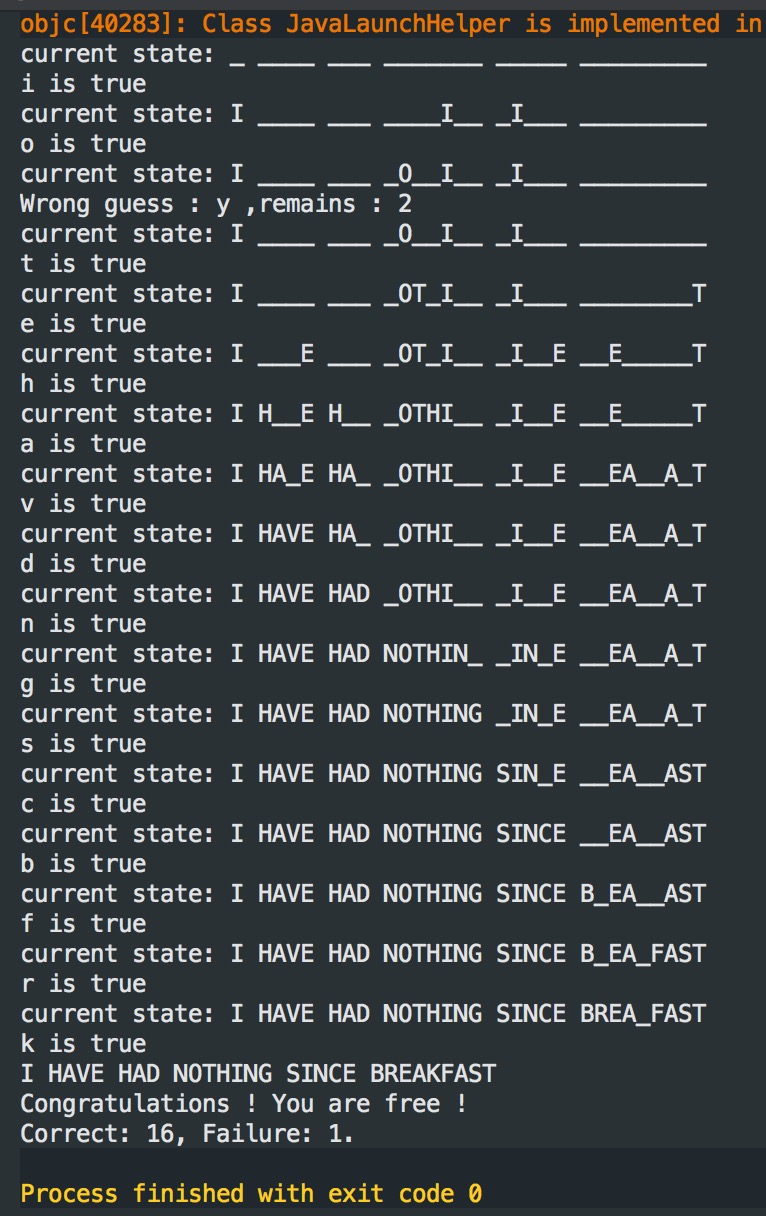 objc[40283]: Class JavaLaunchHelper is implemented in
current state: _ ____ ___ _______ _____ _________
i is true
current state: I ____ ___ ____I__ _I___ _________
o is true
current state: I ____ ___ _O__I__ _I___ _________
Wrong guess : y ,remains : 2
current state: I ____ ___ _O__I__ _I___ _________
t is true
current state: I ____ ___ _OT_I__ _I___ ________T
e is true
current state: I ___E ___ _OT_I__ _I__E __E_____T
h is true
current state: I H__E H__ _OTHI__ _I__E __E_____T
a is true
current state: I HA_E HA_ _OTHI__ _I__E __EA__A_T
v is true
current state: I HAVE HA_ _OTHI__ _I__E __EA__A_T
d is true
current state: I HAVE HAD _OTHI__ _I__E __EA__A_T
n is true
current state: I HAVE HAD NOTHIN_ _IN_E __EA__A_T
g is true
current state: I HAVE HAD NOTHING _IN_E __EA__A_T
s is true
current state: I HAVE HAD NOTHING SIN_E __EA__AST
c is true
current state: I HAVE HAD NOTHING SINCE __EA__AST
b is true
current state: I HAVE HAD NOTHING SINCE B_EA__AST
f is true
current state: I HAVE HAD NOTHING SINCE B_EA_FAST
r is true
current state: I HAVE HAD NOTHING SINCE BREA_FAST
k is true
I HAVE HAD NOTHING SINCE BREAKFAST
Congratulations ! You are free !
Correct: 16, Failure: 1.
Process finished with exit code 0